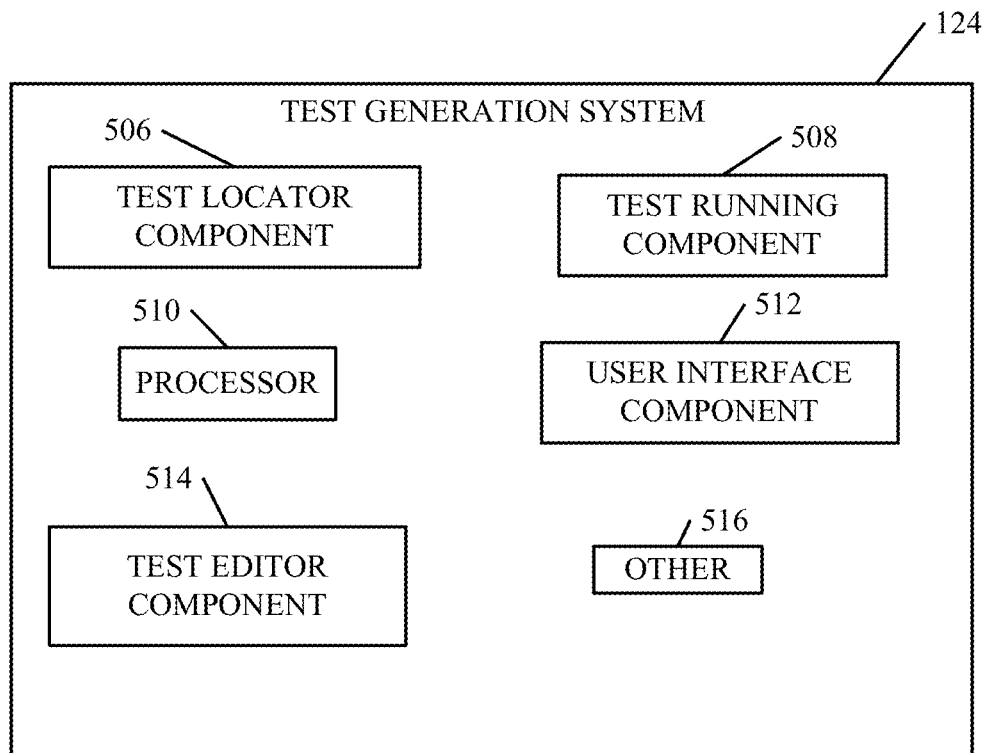 124
TEST GENERATION SYSTEM
506
TEST LOCATOR
COMPONENT
508
TEST RUNNING
COMPONENT
510
PROCESSOR
512
USER INTERFACE
COMPONENT
514
TEST EDITOR
COMPONENT
516
OTHER